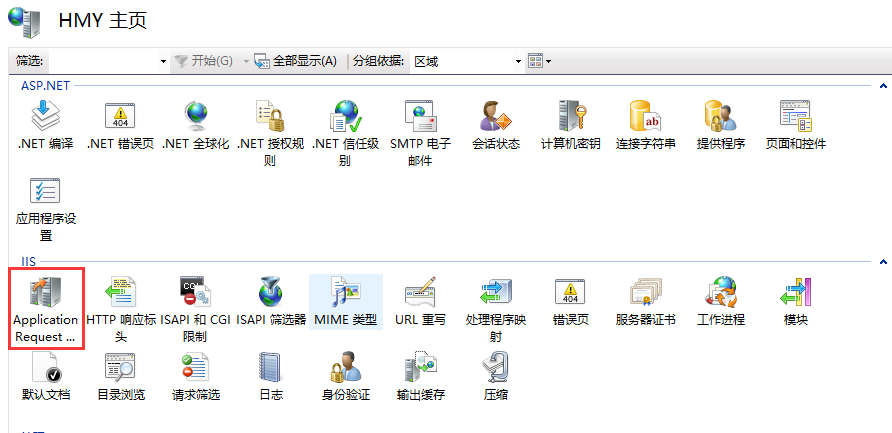 HMY 主页
筛选: 开始(G) 全部显示(A) 分组依据: 区域
ASP.NET
.NET 编译 .NET 错误页 .NET 全球化 .NET 授权规则 .NET 信任级别 SMTP 电子邮件 会话状态 计算机密钥 连接字符串 提供程序 页面和控件
应用程序设置
IIS
Application Request ... HTTP 响应标头 ISAPI 和 CGI 限制 ISAPI 筛选器 MIME 类型 URL 重写 处理程序映射 错误页 服务器证书 工作进程 模块
默认文档 目录浏览 请求筛选 日志 身份验证 输出缓存 压缩